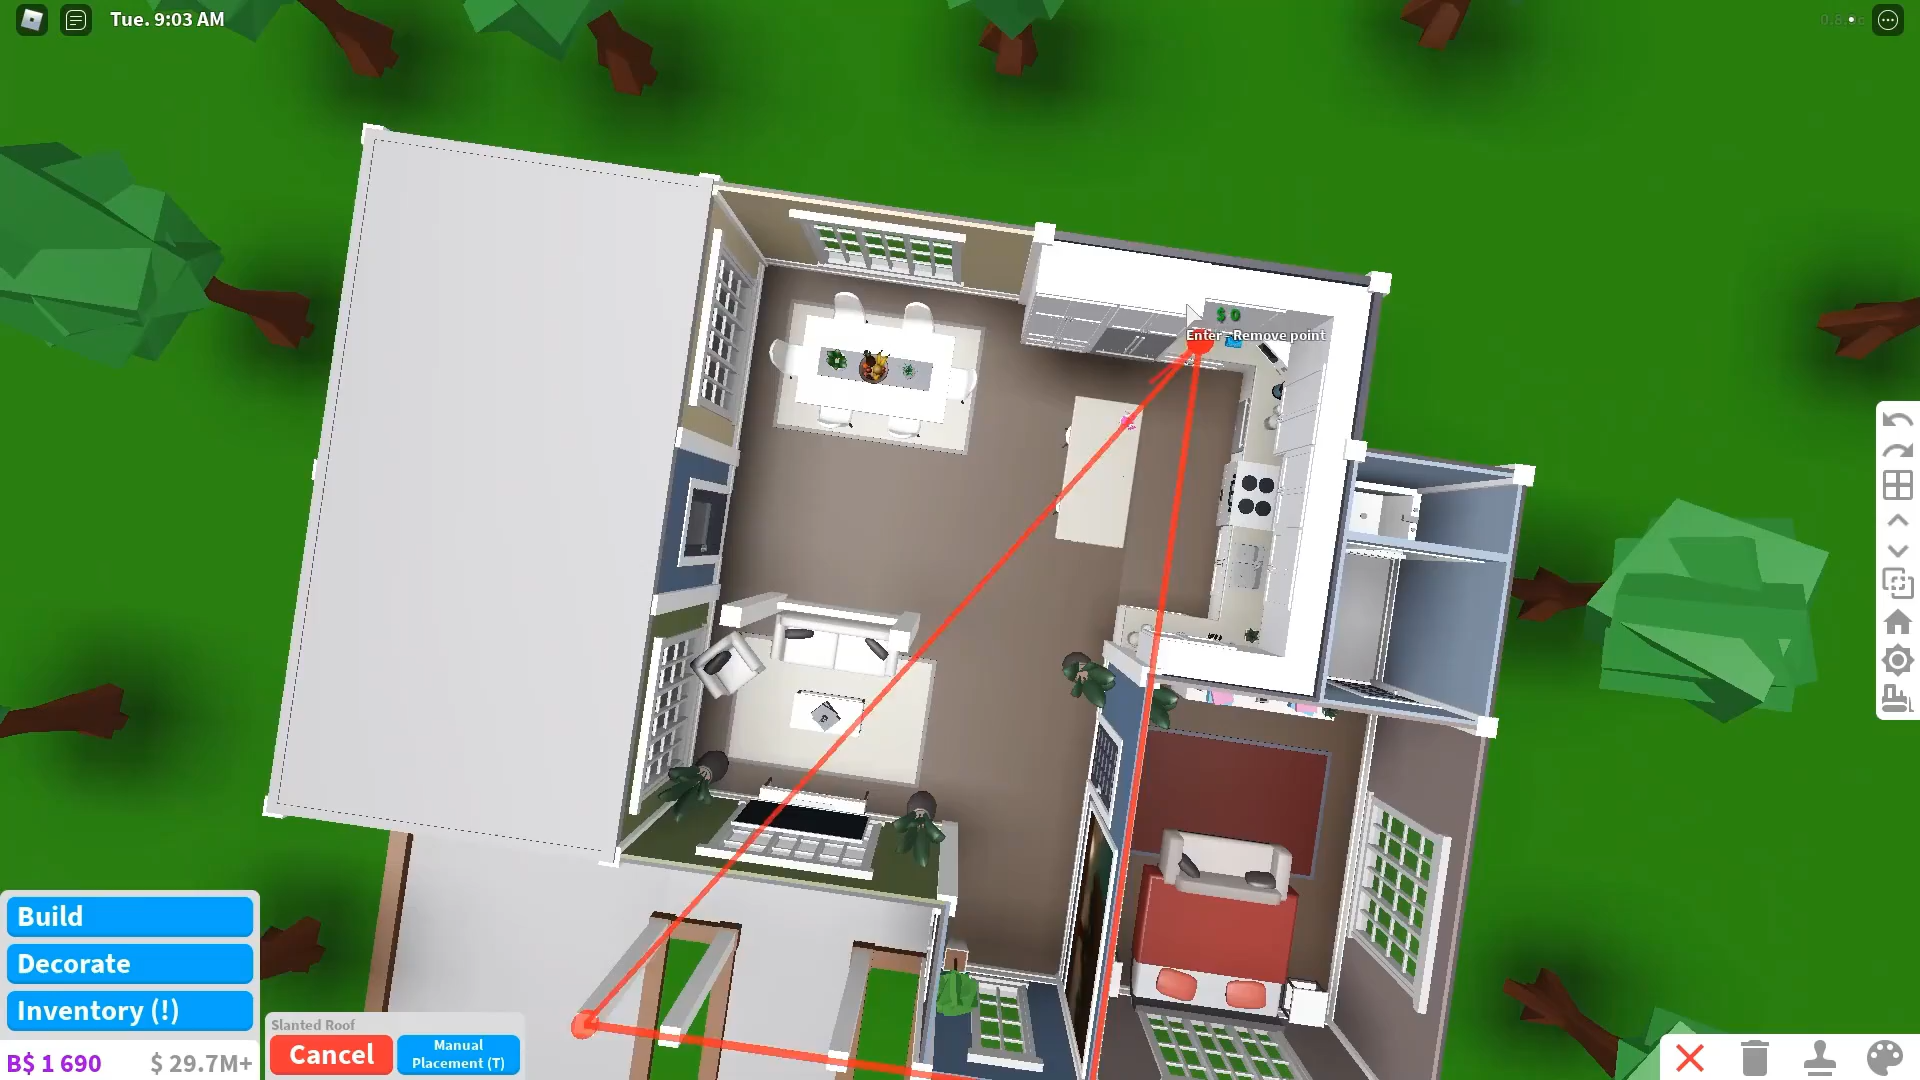 Tue. 9:03 AM
$ 0
Enter - Remove point
Build
Decorate
Inventory (!)
Slanted Roof
Cancel
Manual
Placement (T)
B$ 1 690
$ 29.7M+